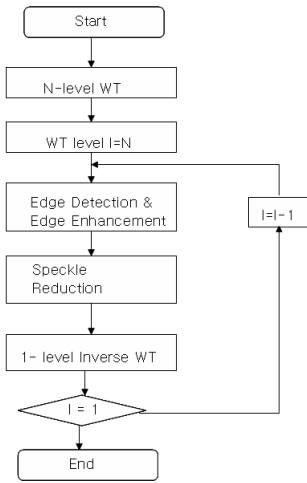 Start
N-level WT
WT level I=N
Edge Detection &
Edge Enhancement
I=I-1
Speckle
Reduction
1- level Inverse WT
I = 1
End